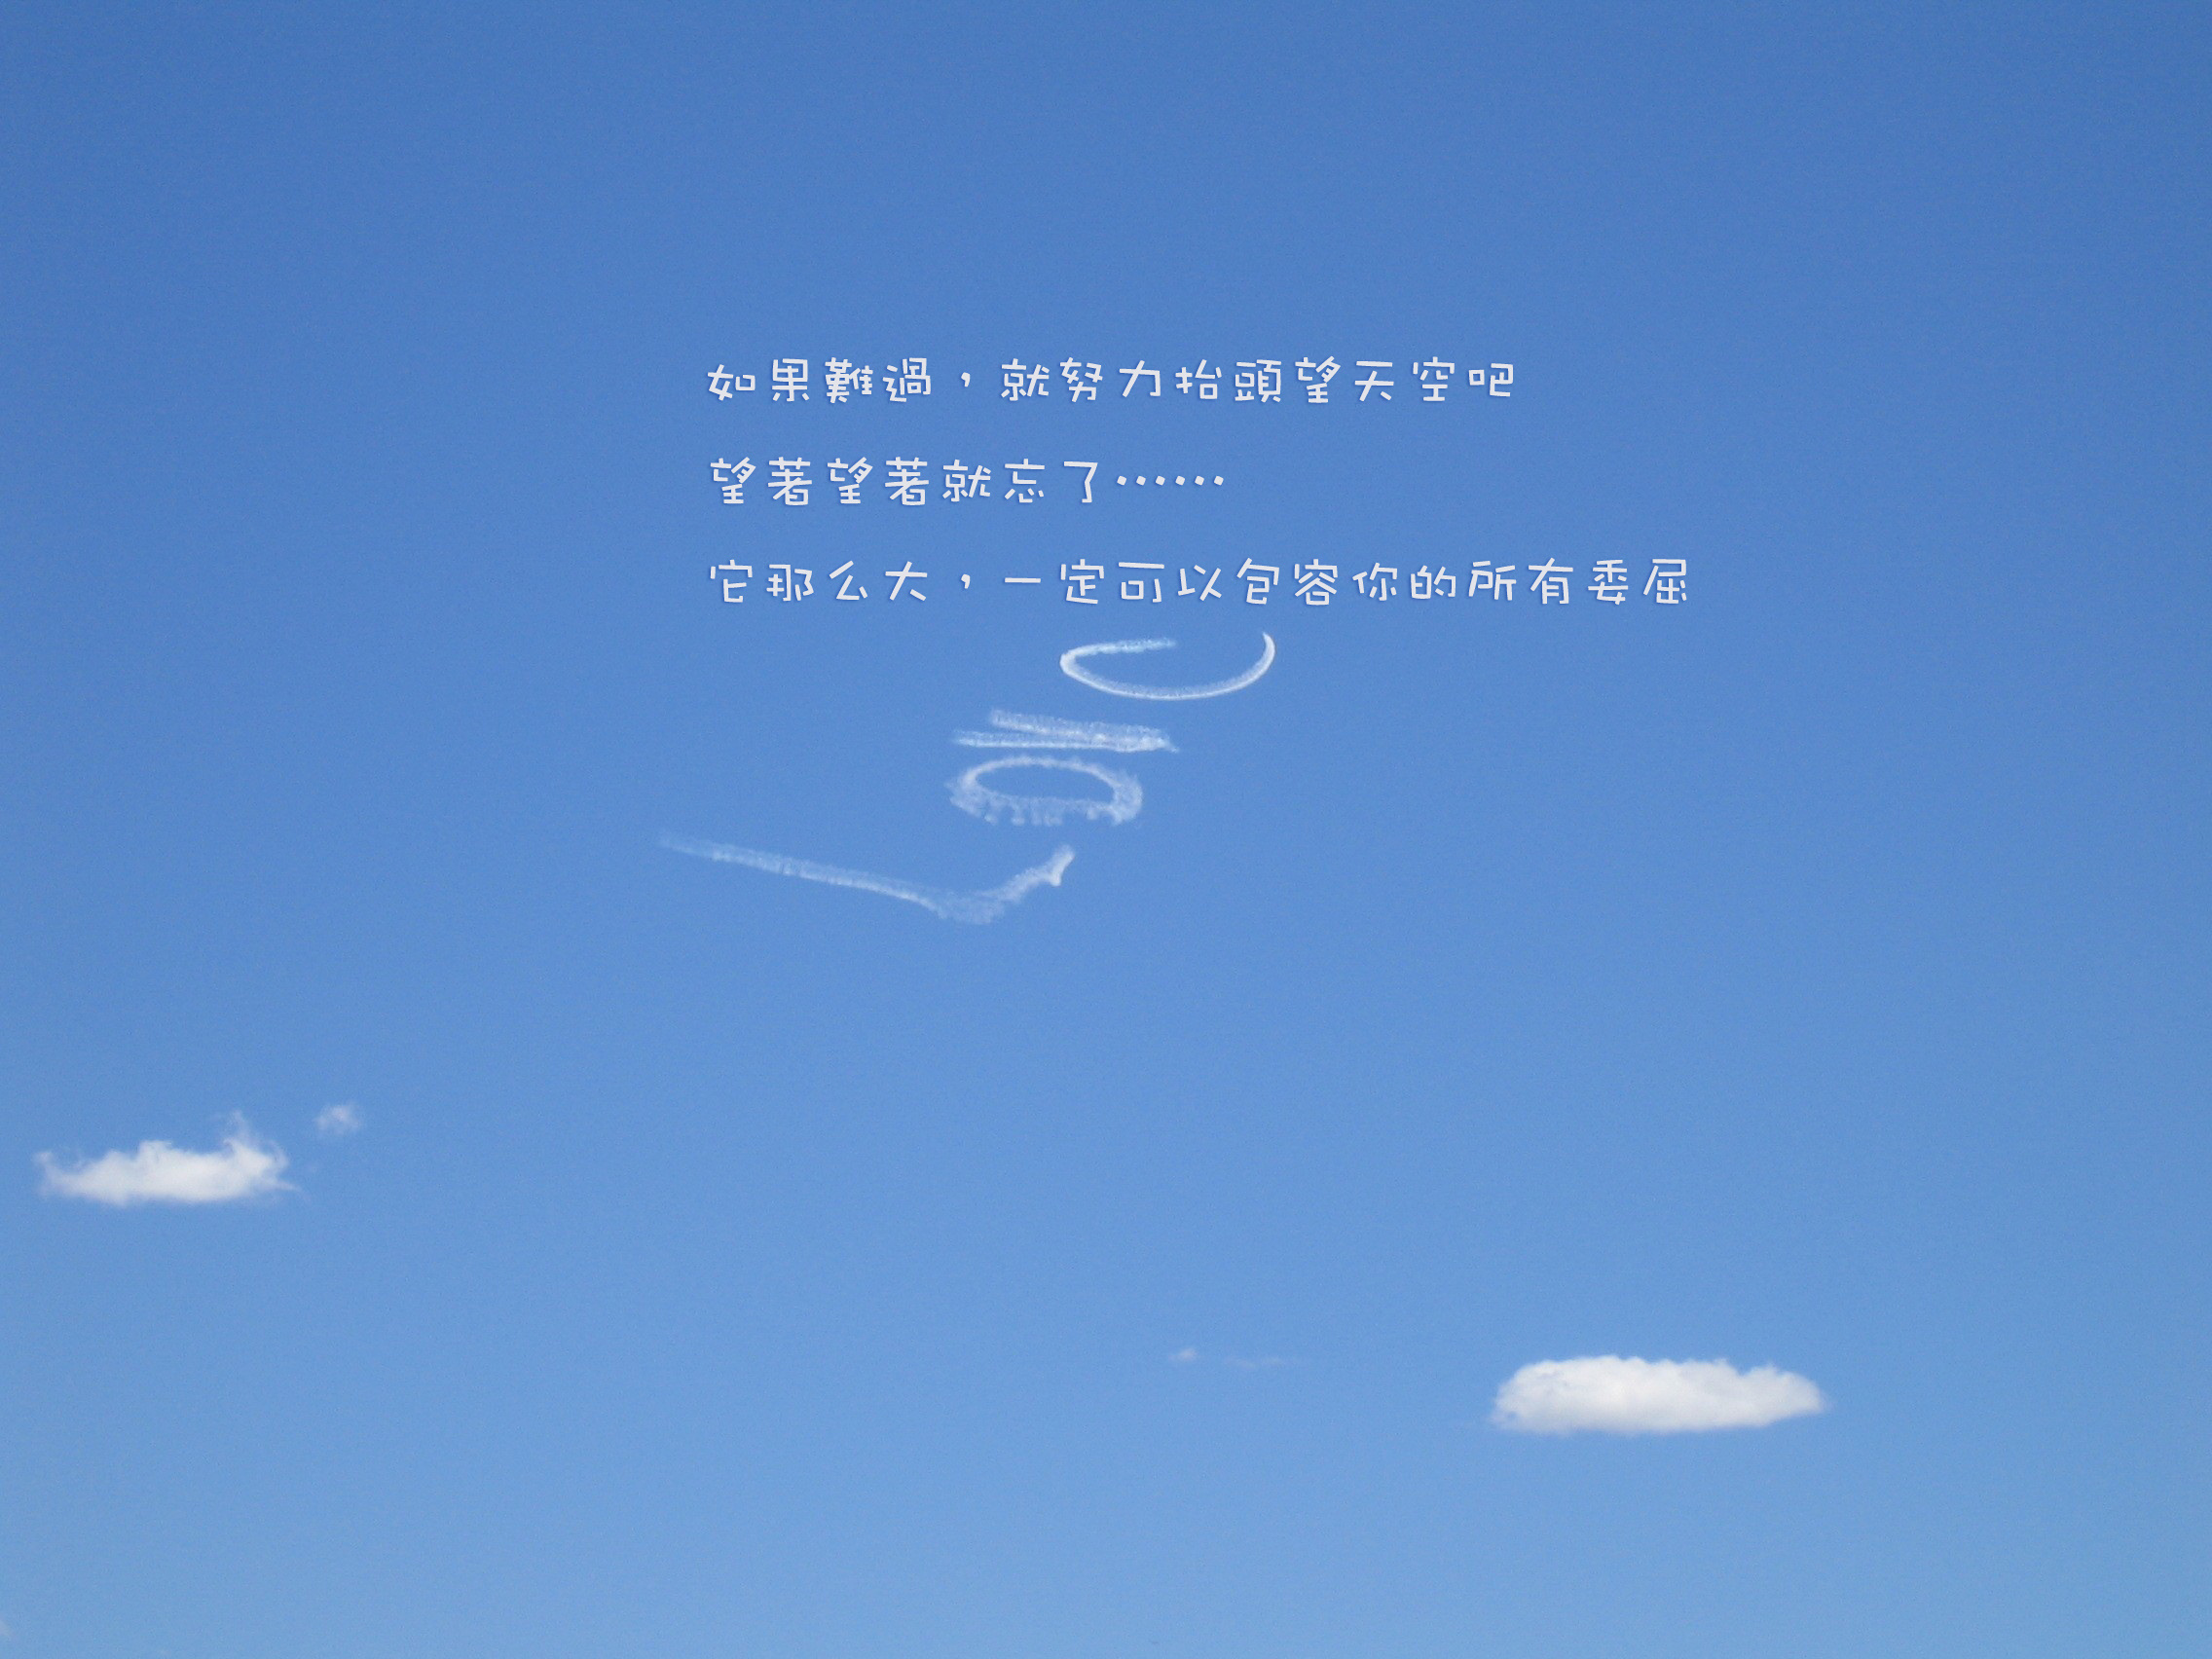 如果難過，就努力抬頭望天空吧
望著望著就忘了……
它那么大，一定可以包容你的所有委屈